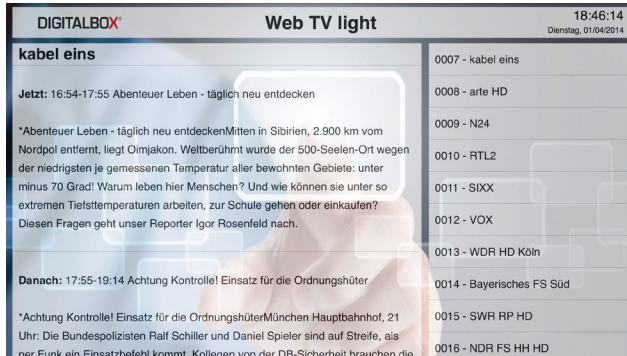 DIGITALBOX®
Web TV light
18:46:14
Dienstag, 01/04/2014
kabel eins
Jetzt: 16:54-17:55 Abenteuer Leben - täglich neu entdecken
*Abenteuer Leben - täglich neu entdeckenMitten in Sibirien, 2.900 km vom
Nordpol entfernt, liegt Oimjakon. Weltberühmt wurde der 500-Seelen-Ort wegen
der niedrigsten je gemessenen Temperatur aller bewohnten Gebiete: unter
minus 70 Grad! Warum leben hier Menschen? Und wie können sie unter so
extremen Tiefsttemperaturen arbeiten, zur Schule gehen oder einkaufen?
Diesen Fragen geht unser Reporter Igor Rosenfeld nach.
Danach: 17:55-19:14 Achtung Kontrolle! Einsatz für die Ordnungshüter
*Achtung Kontrolle! Einsatz für die OrdnungshüterMünchen Hauptbahnhof, 21
Uhr: Die Bundespolizisten Ralf Schiller und Daniel Spieler sind auf Streife, als
per Funk ein Einsatzbefehl kommt. Kollegen von der DB-Sicherheit brauchen die
0007 - kabel eins
0008 - arte HD
0009 - N24
0010 - RTL2
0011 - SIXX
0012 - VOX
0013 - WDR HD Köln
0014 - Bayerisches FS Süd
0015 - SWR RP HD
0016 - NDR FS HH HD